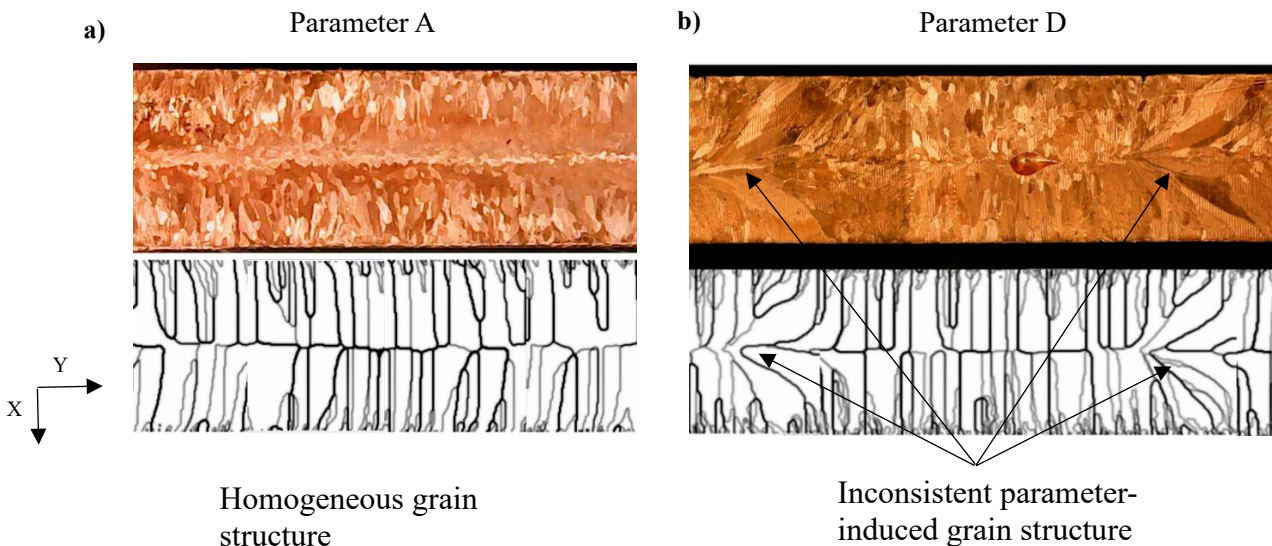 a)
Parameter A
b)
Parameter D
Y
X
Homogeneous grain
structure
Inconsistent parameter-
induced grain structure